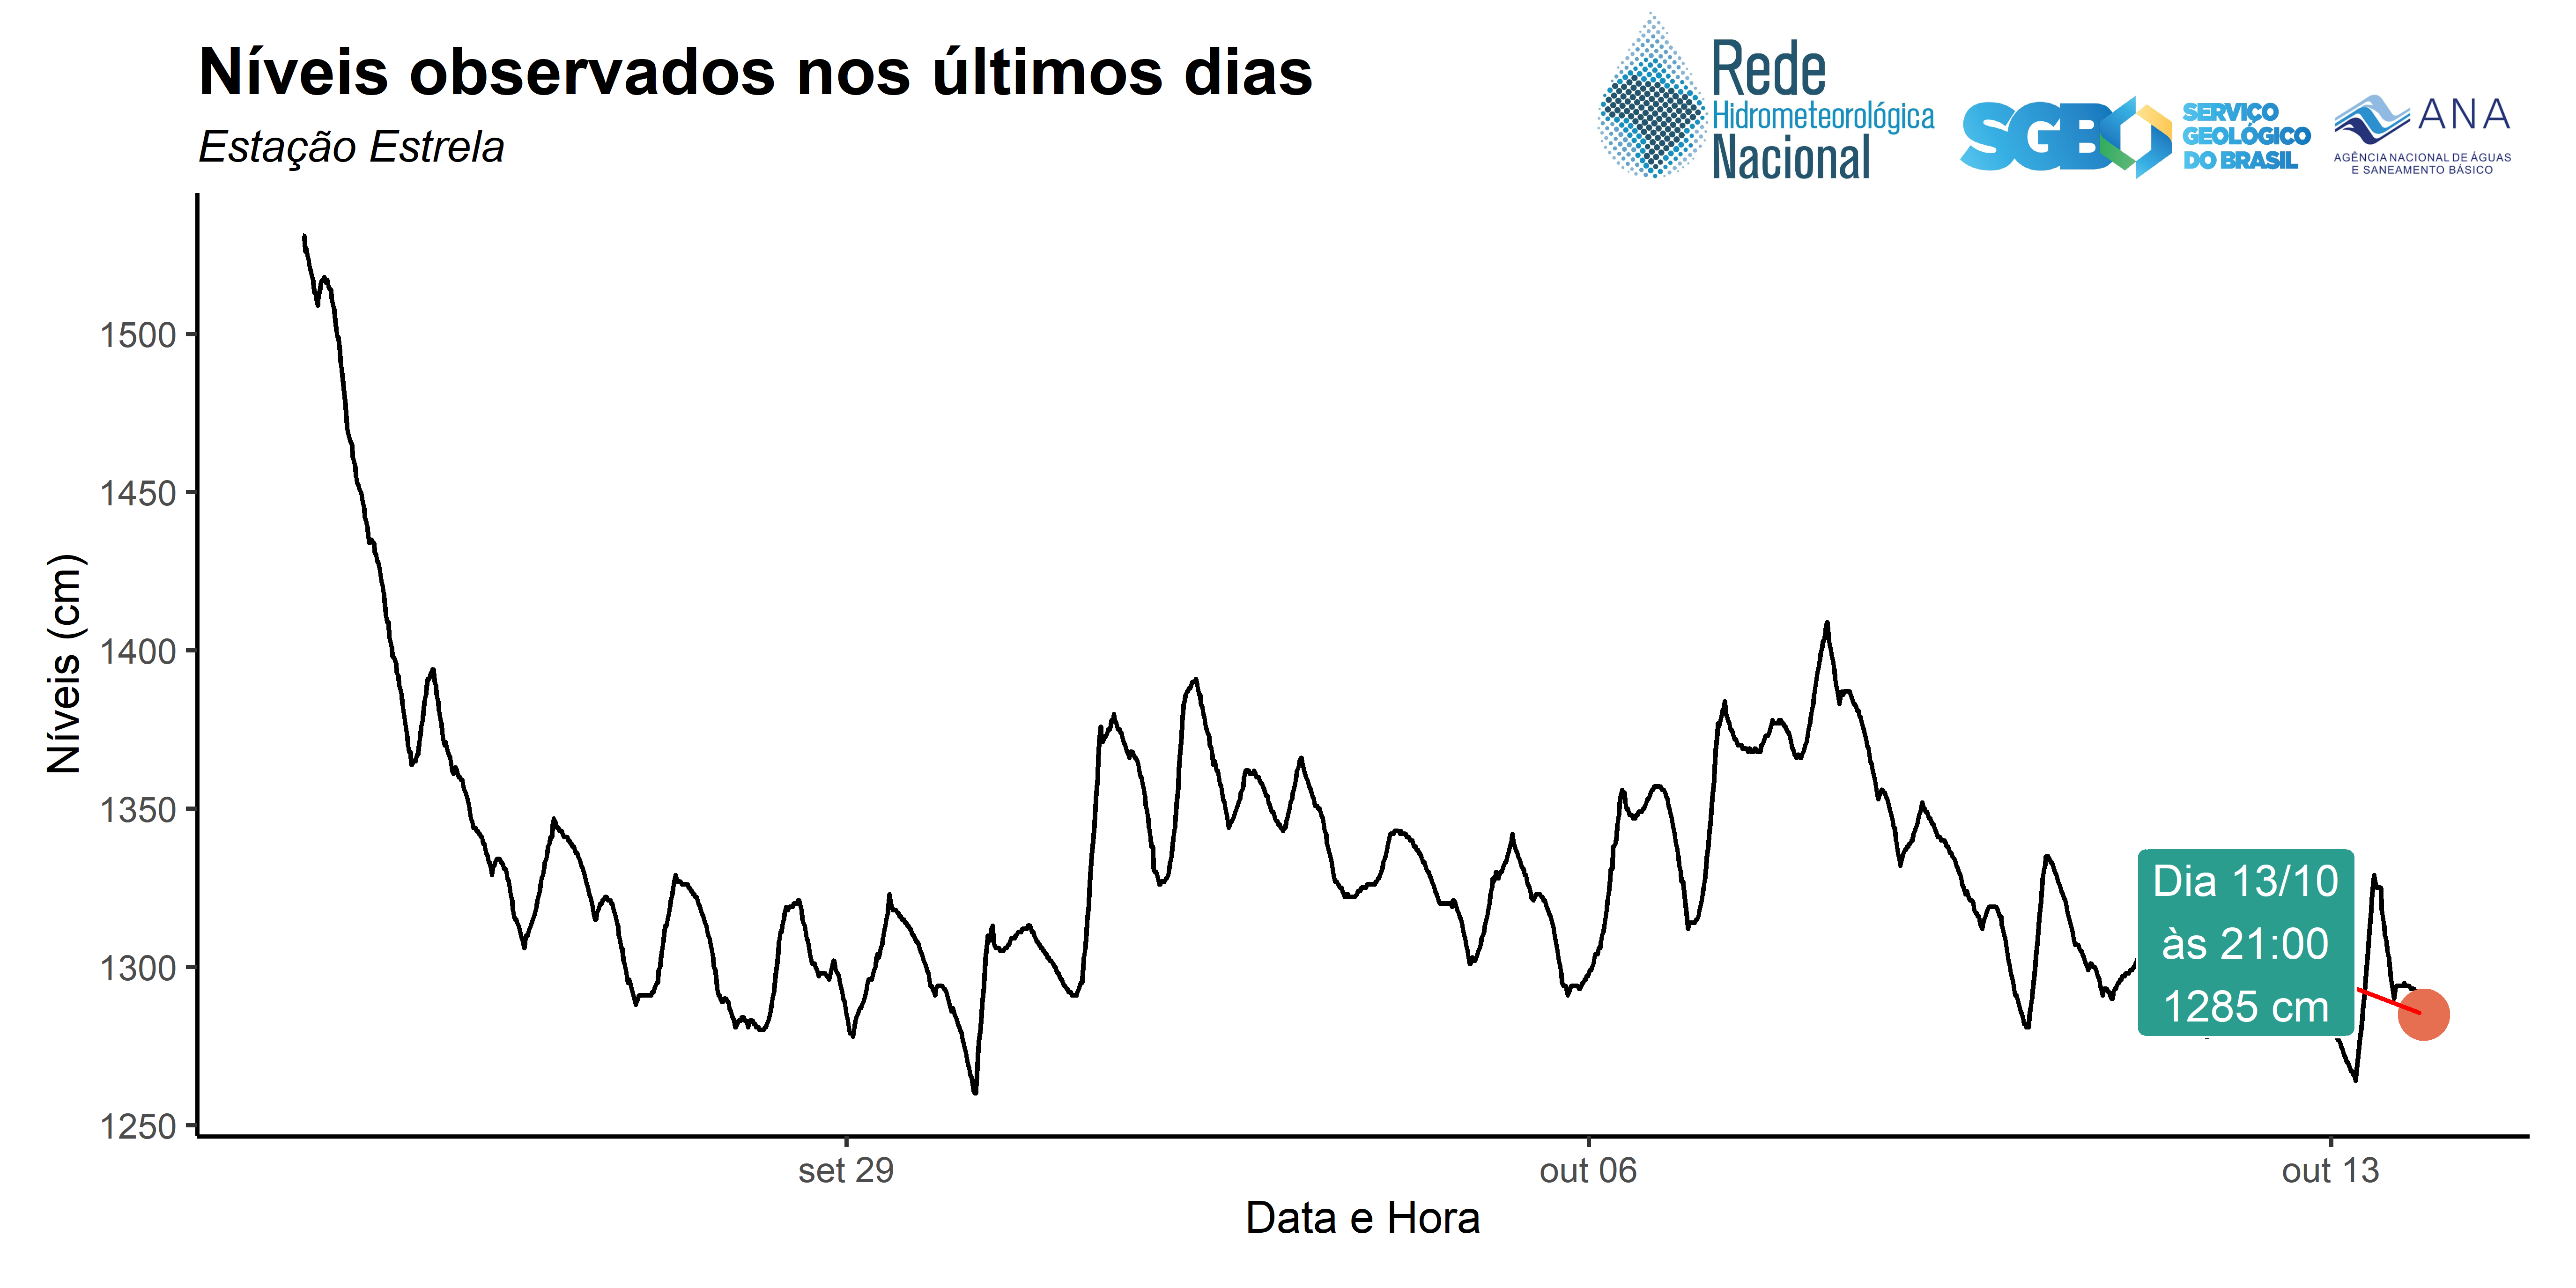 Níveis observados nos últimos dias
Estação Estrela
Rede
Hidrometeorológica
Nacional
SGB
SERVIÇO
GEOLÓGICO
DO BRASIL
ANA
AGÊNCIA NACIONAL DE ÁGUAS
E SANEAMENTO BÁSICO
Níveis (cm)
1500
1450
1400
1350
1300
1250
Dia 13/10
às 21:00
1285 cm
set 29
out 06
out 13
Data e Hora